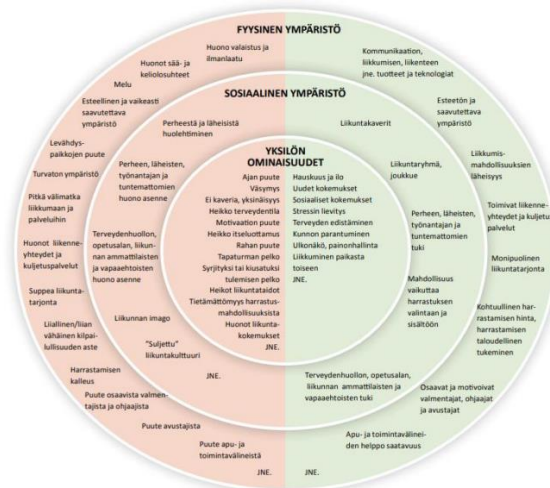 FYYSINEN YMPÄRISTÖ
Huono valaistus ja
ilmanlaatu
Huonot sää- ja
keliolosuhteet
Melu
Esteellinen ja vaikeasti
saavutettava
ympäristö
Levähdys-
paikkojen puute
Turvaton ympäristö
Pitkä välimatka
liikkumaan ja
palveluihin
Huonot liikenne-
yhteydet ja
kuljetuspalvelut
Suppea liikunta-
tarjonta
Liiallinen/liian
vähäinen kilpai-
lullisuuden aste
Harrastamisen
kalleus
Puute osaavista valmen-
tajista ja ohjaajista
Puute avustajista
Puute apu- ja
toimintavälineistä
JNE.
Kommunikaation,
liikkumisen, liikenteen
jne. tuotteet ja teknologiat
Esteetön ja
saavutettava
ympäristö
Liikkumis-
mahdollisuuksien
läheisyys
Toimivat liikenne-
yhteydet ja kuljetus-
palvelut
Monipuolinen
liikuntatarjonta
Kohtuullinen har-
rastamisen hinta,
harrastamisen
taloudellinen
tukeminen
Osaavat ja motivoivat
valmentajat, ohjaajat
ja avustajat
Apu- ja toimintavälinei-
den helppo saatavuus
JNE.
SOSIAALINEN YMPÄRISTÖ
Perheestä ja läheisistä
huolehtiminen
Perheen, läheisten,
työnantajan ja
tuntemattomien
huono asenne
Terveydenhuollon,
opetusalan, liikun-
nan ammattilaisten
ja vapaaehtoisten
huono asenne
Liikunnan imago
"Suljettu"
liikuntakulttuuri
JNE.
Liikuntakaverit
Liikuntaryhmä,
joukkue
Perheen, läheisten,
työnantajan ja
tuntemattomien
tuki
Mahdollisuus
vaikuttaa
harrastuksen
valintaan ja
sisältöön
Terveydenhuollon, opetusalan,
liikunnan ammattilaisten ja
vapaaehtoisten tuki
JNE.
YKSILÖN
OMINAISUUDET
Ajan puute
Väsymys
Ei kaveria, yksinäisyys
Heikko terveydentila
Motivaation puute
Heikko itseluottamus
Rahan puute
Tapaturman pelko
Syrjityksi tai kiusatuksi
tulemisen pelko
Heikot liikuntataidot
Tietämättömyys harrastus-
mahdollisuuksista
Huonot liikunta-
kokemukset
JNE.
Hauskuus ja ilo
Uudet kokemukset
Sosiaaliset kokemukset
Stressin lievitys
Terveyden edistäminen
Kunnon parantuminen
Ulkonäkö, painonhallinta
Liikkuminen paikasta
toiseen
JNE.